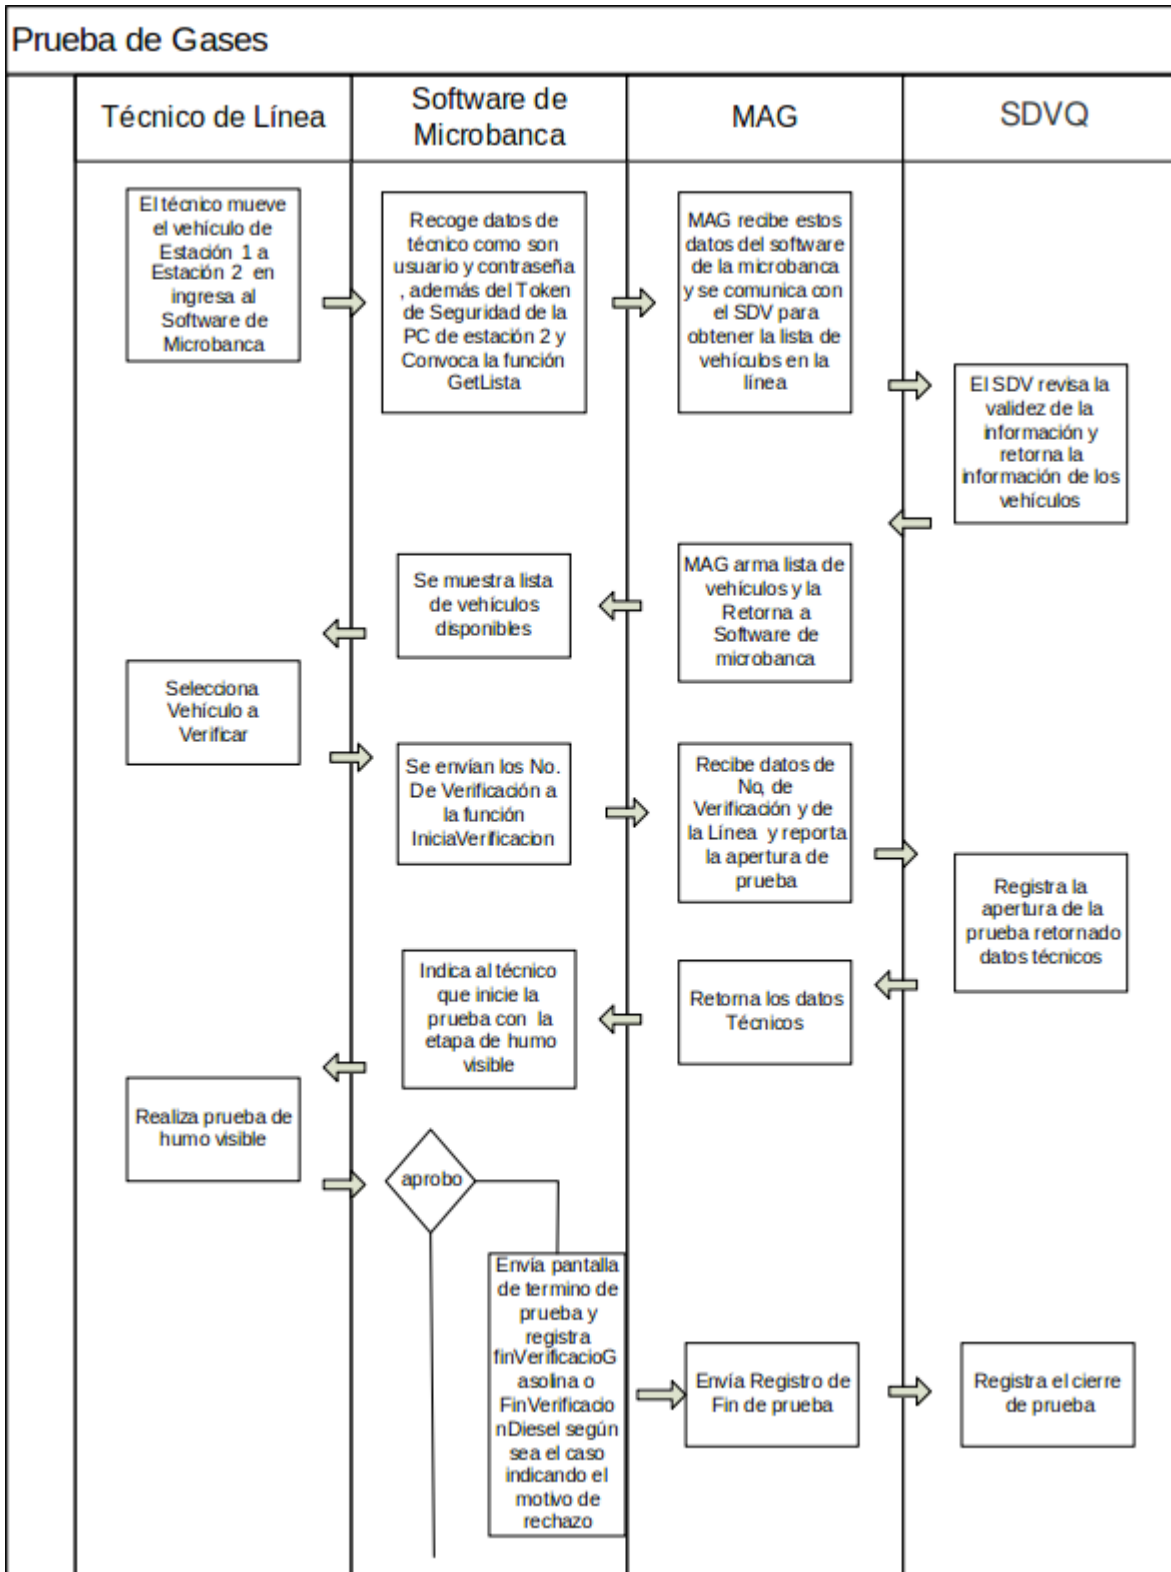 Prueba de Gases
Técnico de Línea
Software de
Microbanca
MAG
SDVQ
El técnico mueve
el vehículo de
Estación 1 a
Estación 2 en
ingresa al
Software de
Microbanca
Recoge datos de
técnico como son
usuario y contraseña
, además del Token
de Seguridad de la
PC de estación 2 y
Convoca la función
GetLista
MAG recibe estos
datos del software
de la microbanca
y se comunica con
el SDV para
obtener la lista de
vehículos en la
línea
El SDV revisa la
validez de la
información y
retorna la
información de los
vehículos
MAG arma lista de
vehículos y la
Retorna a
Software de
microbanca
Se muestra lista
de vehículos
disponibles
Selecciona
Vehículo a
Verificar
Se envían los No.
De Verificación a
la función
IniciaVerificacion
Recibe datos de
No, de
Verificación y de
la Línea y reporta
la apertura de
prueba
Registra la
apertura de la
prueba retornado
datos técnicos
Retorna los datos
Técnicos
Indica al técnico
que inicie la
prueba con la
etapa de humo
visible
Realiza prueba de
humo visible
aprobo
Envía pantalla
de termino de
prueba y
registra
finVerificacioG
asolina o
FinVerificacio
nDiesel según
sea el caso
indicando el
motivo de
rechazo
Envía Registro de
Fin de prueba
Registra el cierre
de prueba